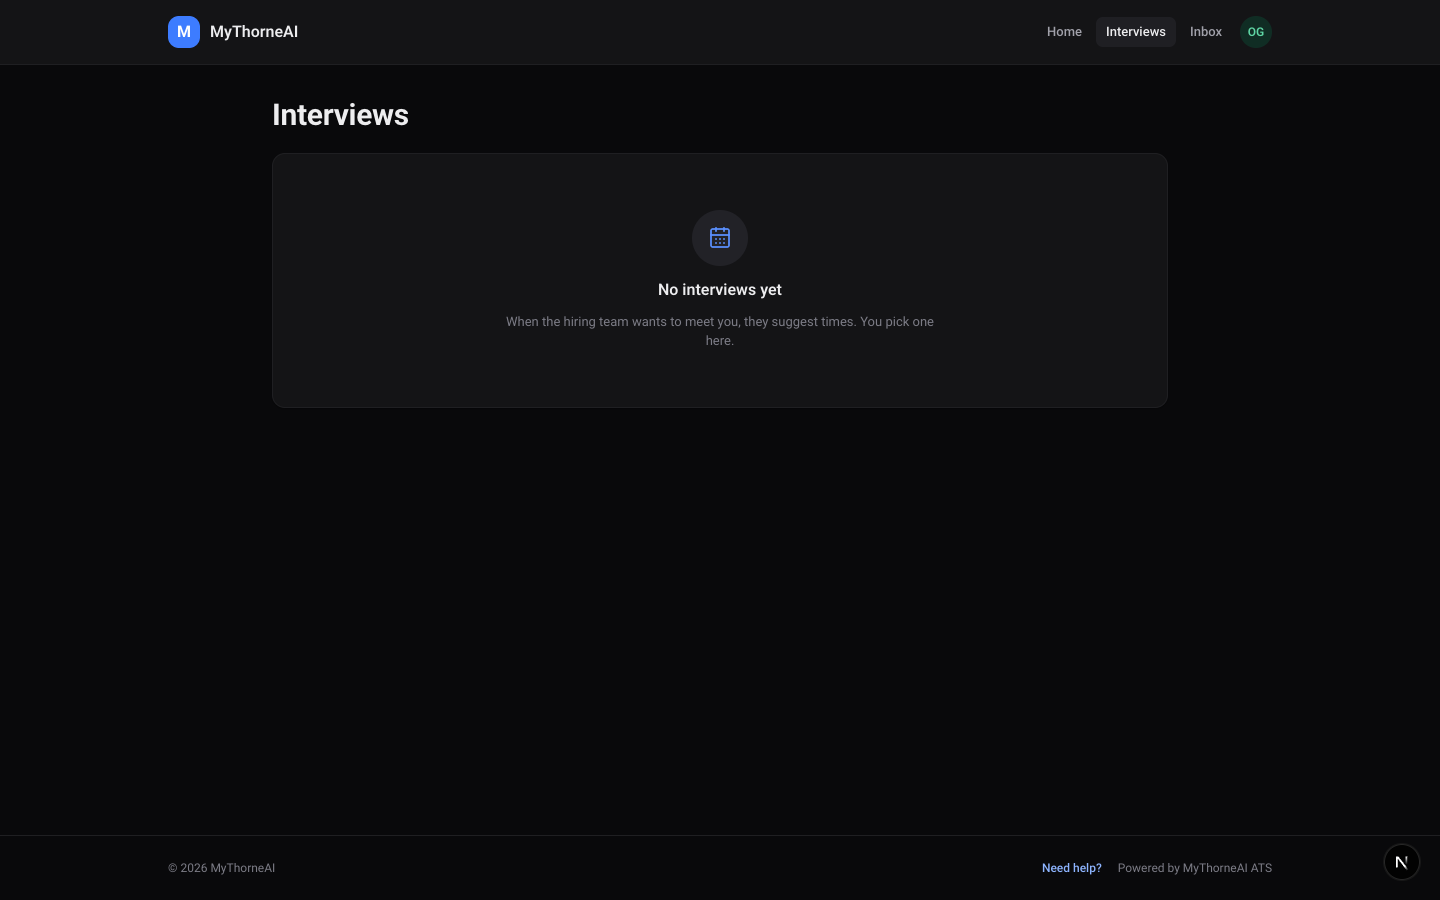 M MyThorneAI
Home Interviews Inbox OG
Interviews
No interviews yet
When the hiring team wants to meet you, they suggest times. You pick one
here.
© 2026 MyThorneAI
Need help? Powered by MyThorneAI ATS
N